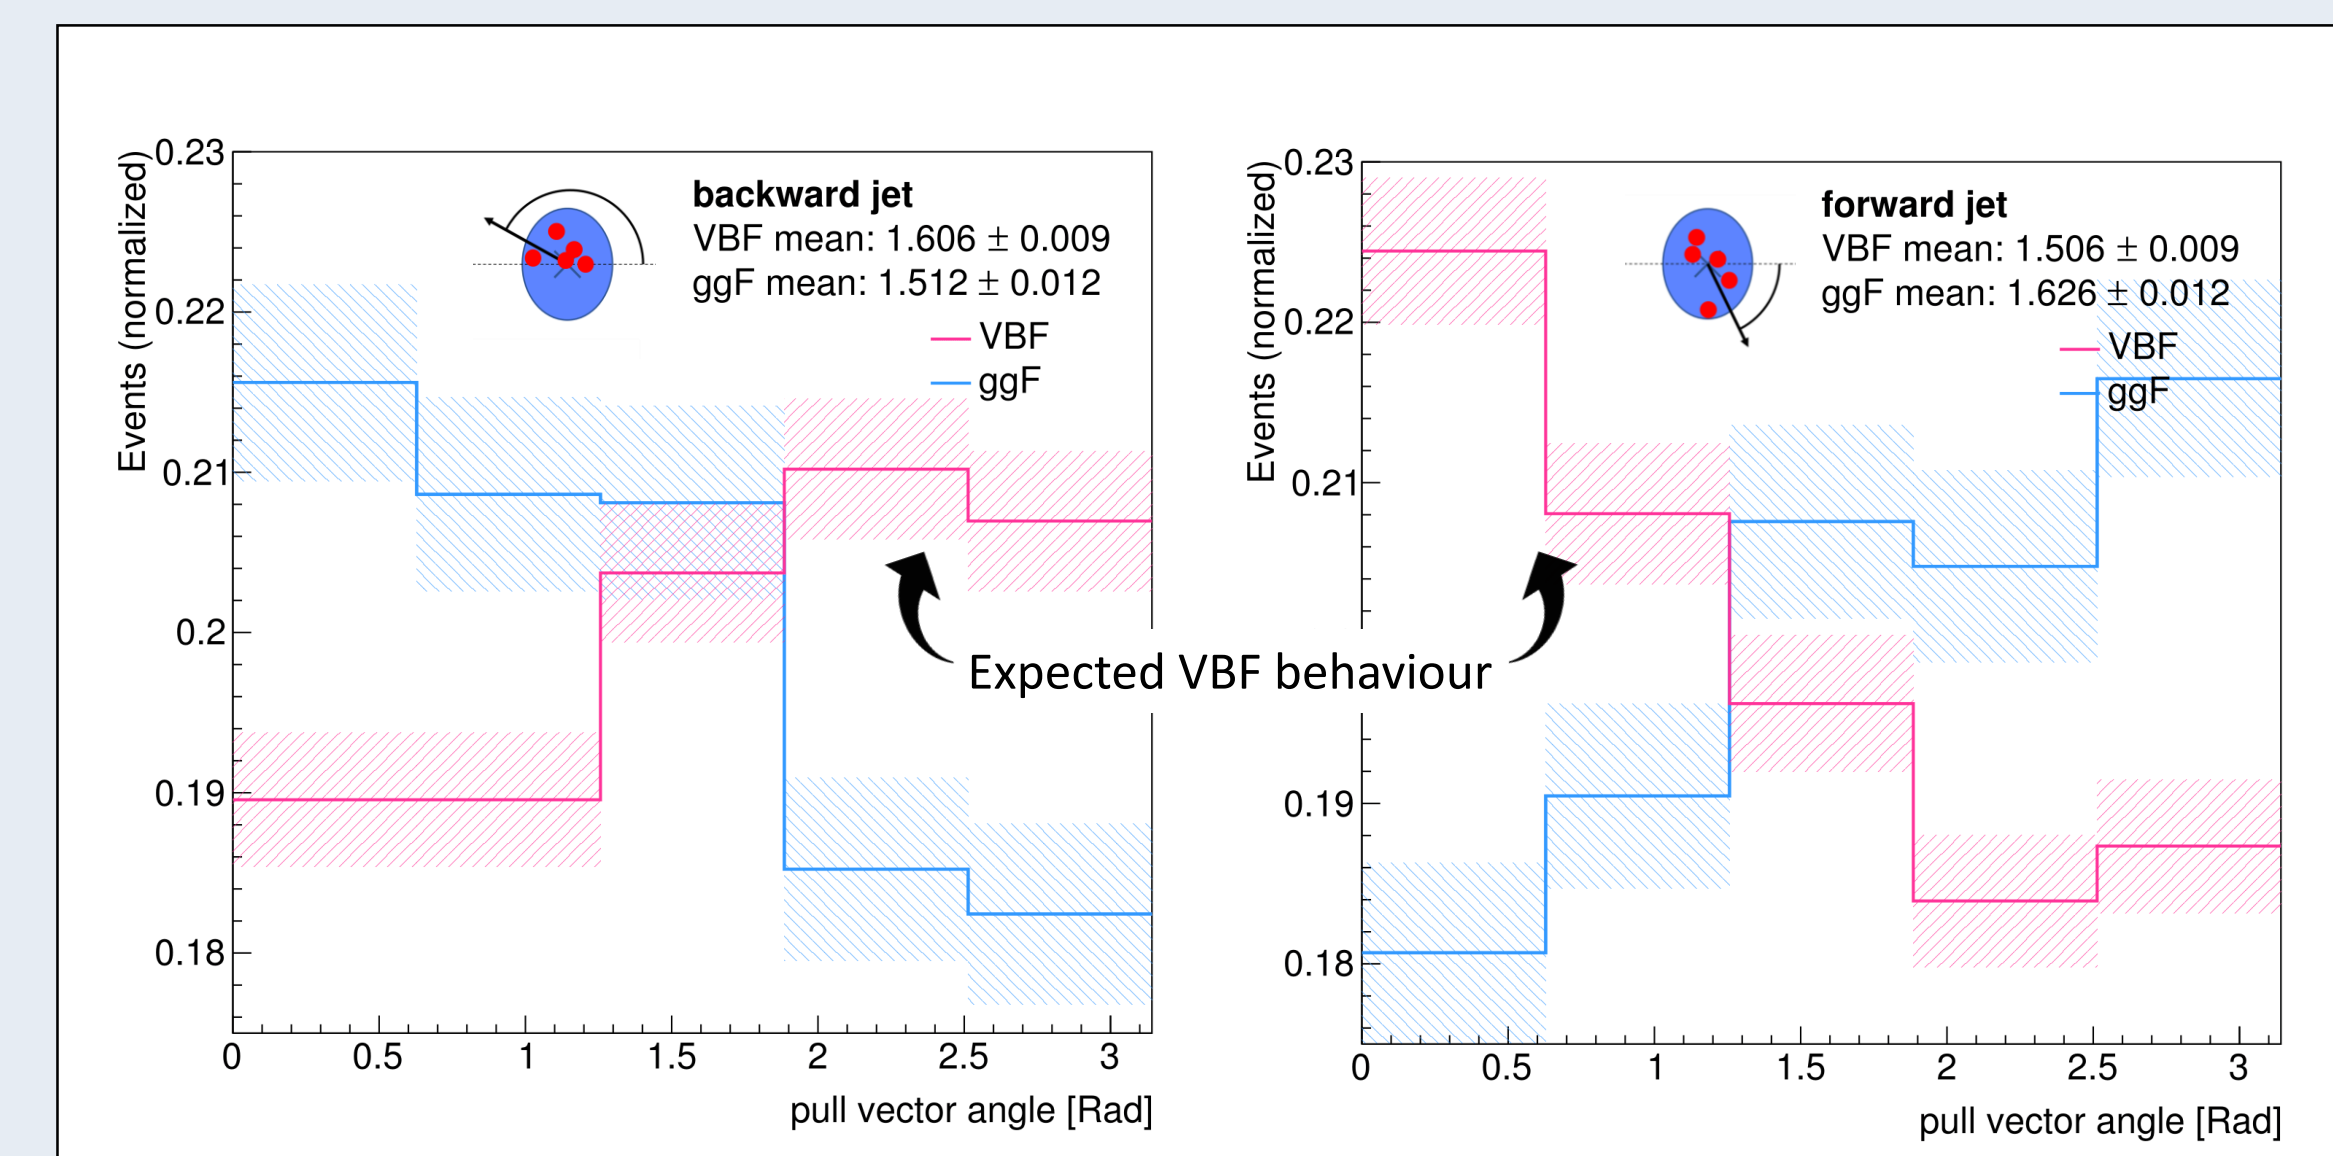 Events (normalized)
0.23
0.22
0.21
0.2
0.19
0.18
backward jet
VBF mean: 1.606 ± 0.009
ggF mean: 1.512 ± 0.012
VBF
ggF
0 0.5 1 1.5 2 2.5 3
pull vector angle [Rad]
Expected VBF behaviour
Events (normalized)
0.23
0.22
0.21
0.19
0.18
forward jet
VBF mean: 1.506 ± 0.009
ggF mean: 1.626 ± 0.012
VBF
ggF
0 0.5 1 1.5 2 2.5 3
pull vector angle [Rad]